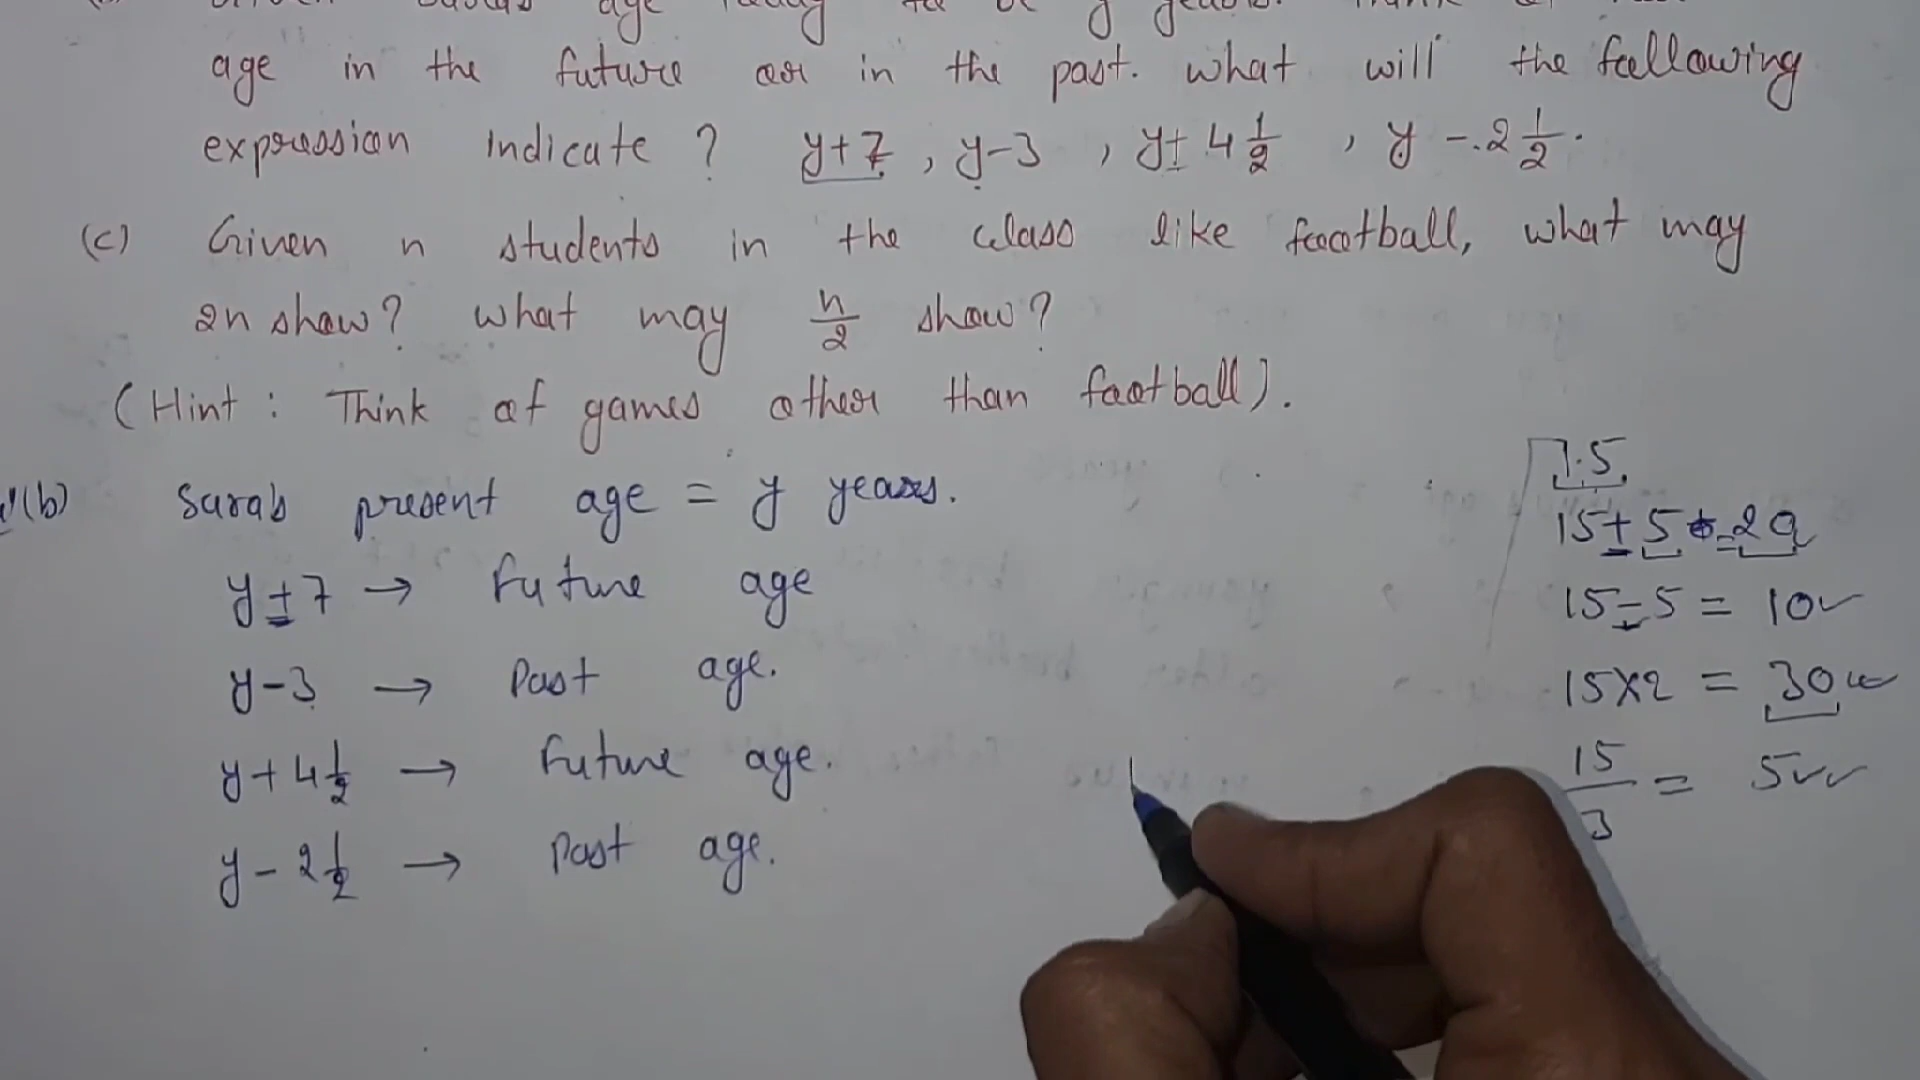 age in the future or in the past. what will the following
expression indicate ? y+7 , y-3 , y+ 4 1/2 , y - 2 1/2 .
(c) Given n students in the class like football, what may
2n show? what may n/2 show?
(Hint : Think of games other than football).
(b) Sarab present age = y years.
y+7 → Future age
y-3 → Past age.
y+4 1/2 → Future age.
y- 2 1/2 → Past age.
15
15+5=20
15-5 = 10
15×2 = 30
15/3 = 5